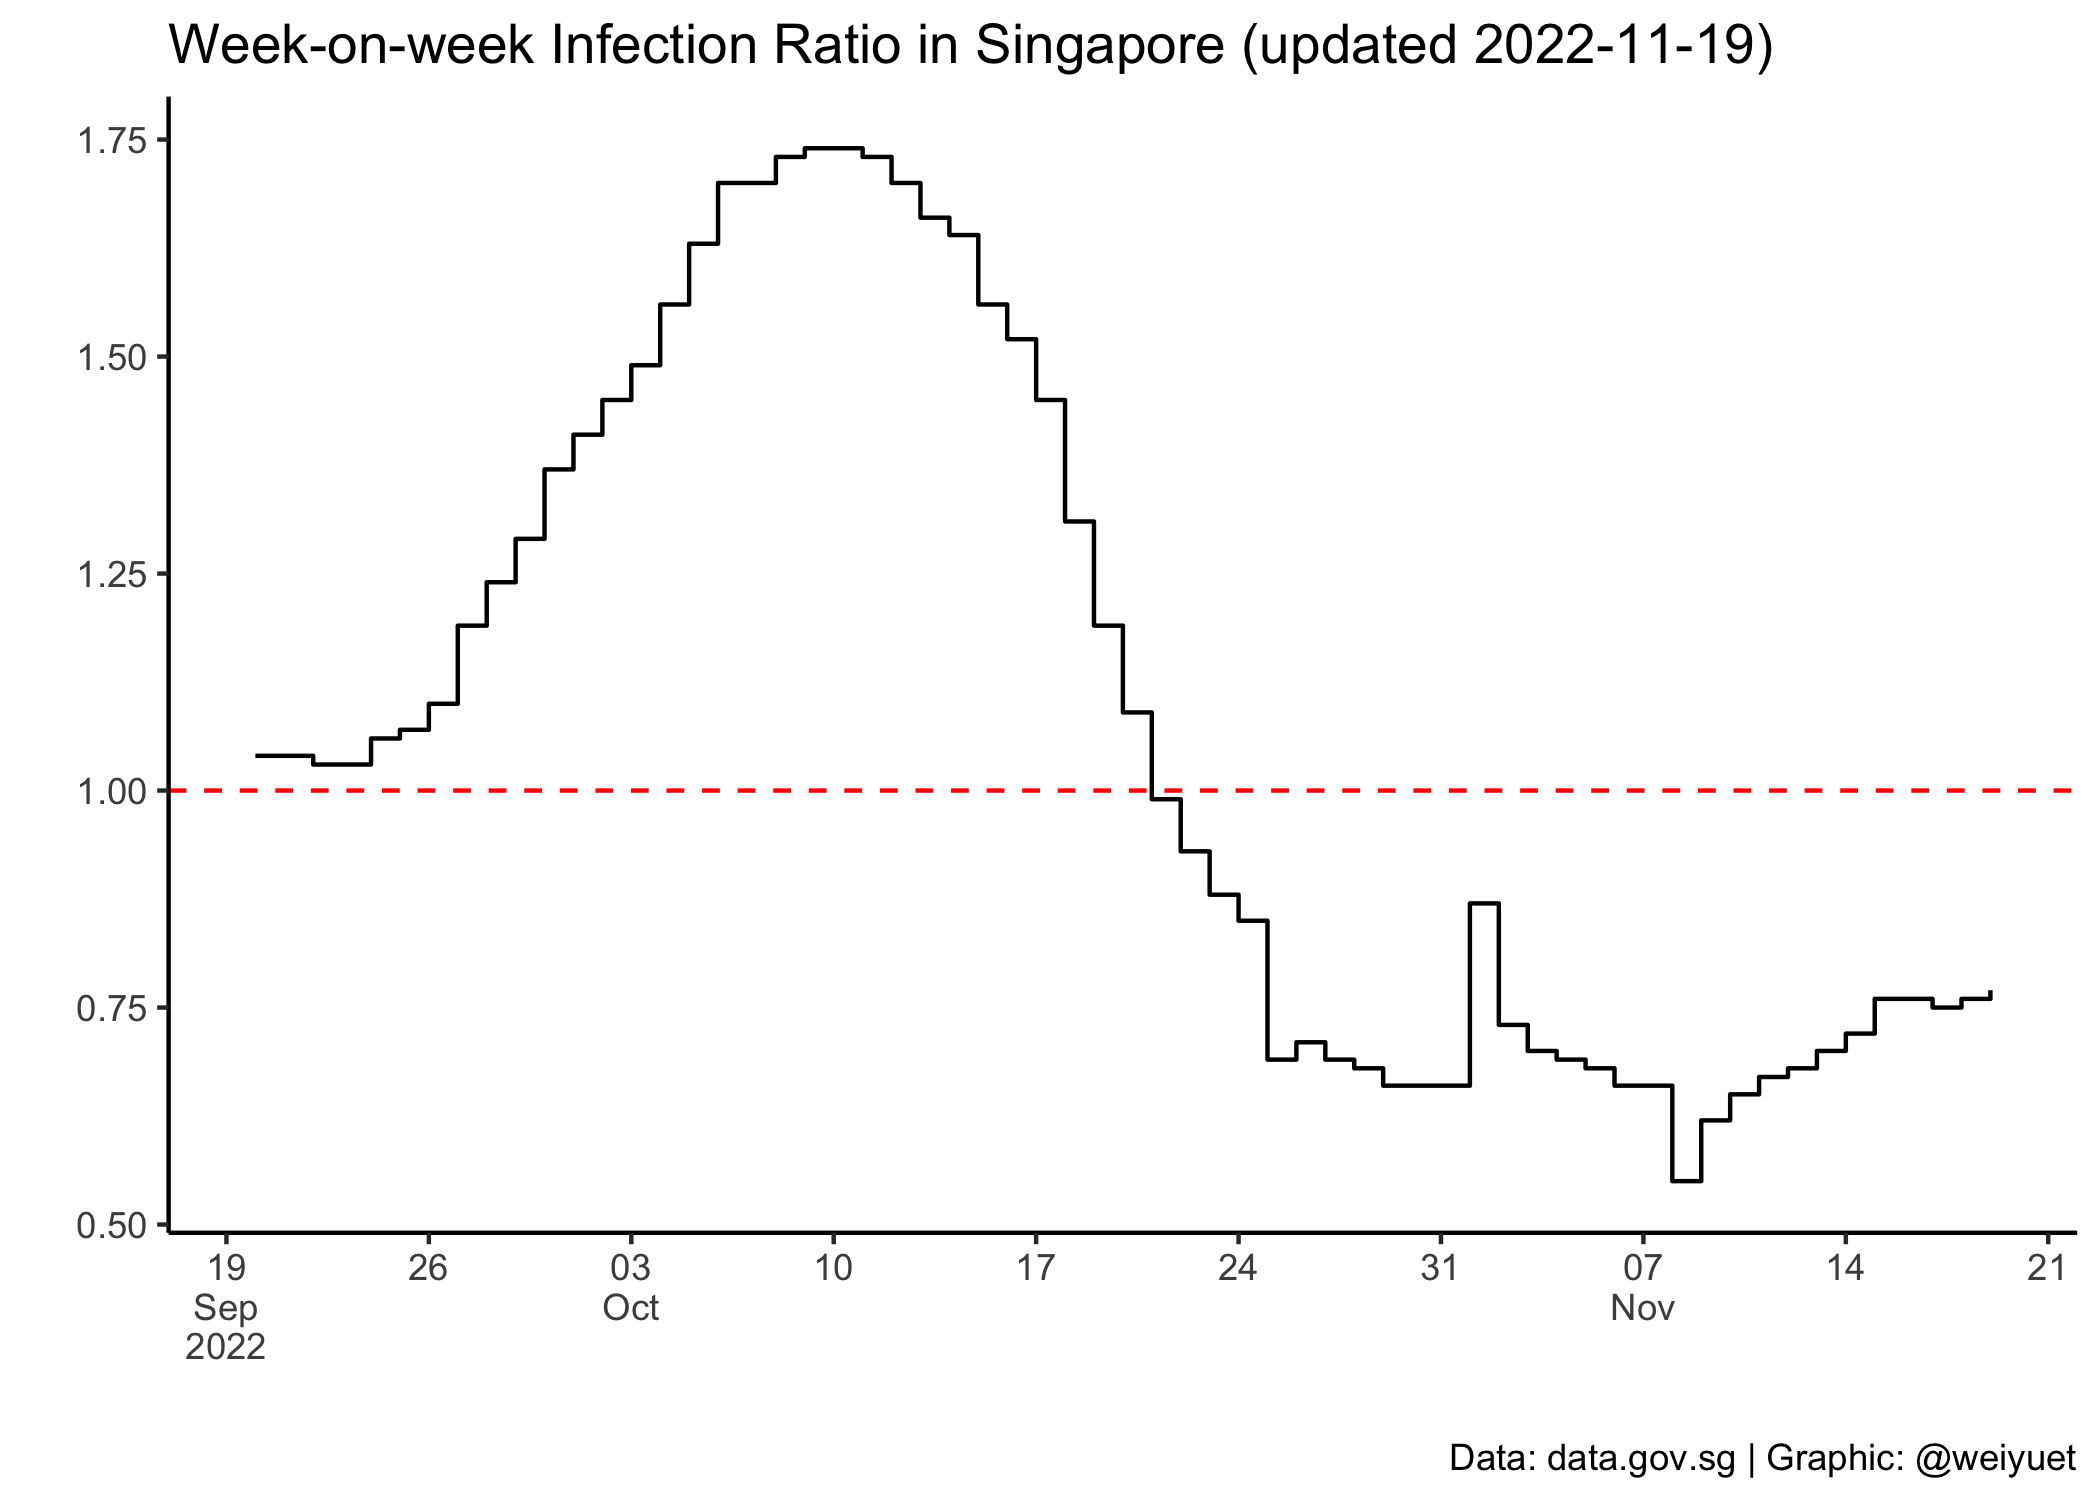 Week-on-week Infection Ratio in Singapore (updated 2022-11-19)
1.75
1.50
1.25
1.00
0.75
0.50
19 26 03 10 17 24 31 07 14 21
Sep Oct Nov
2022
Data: data.gov.sg | Graphic: @weiyuet